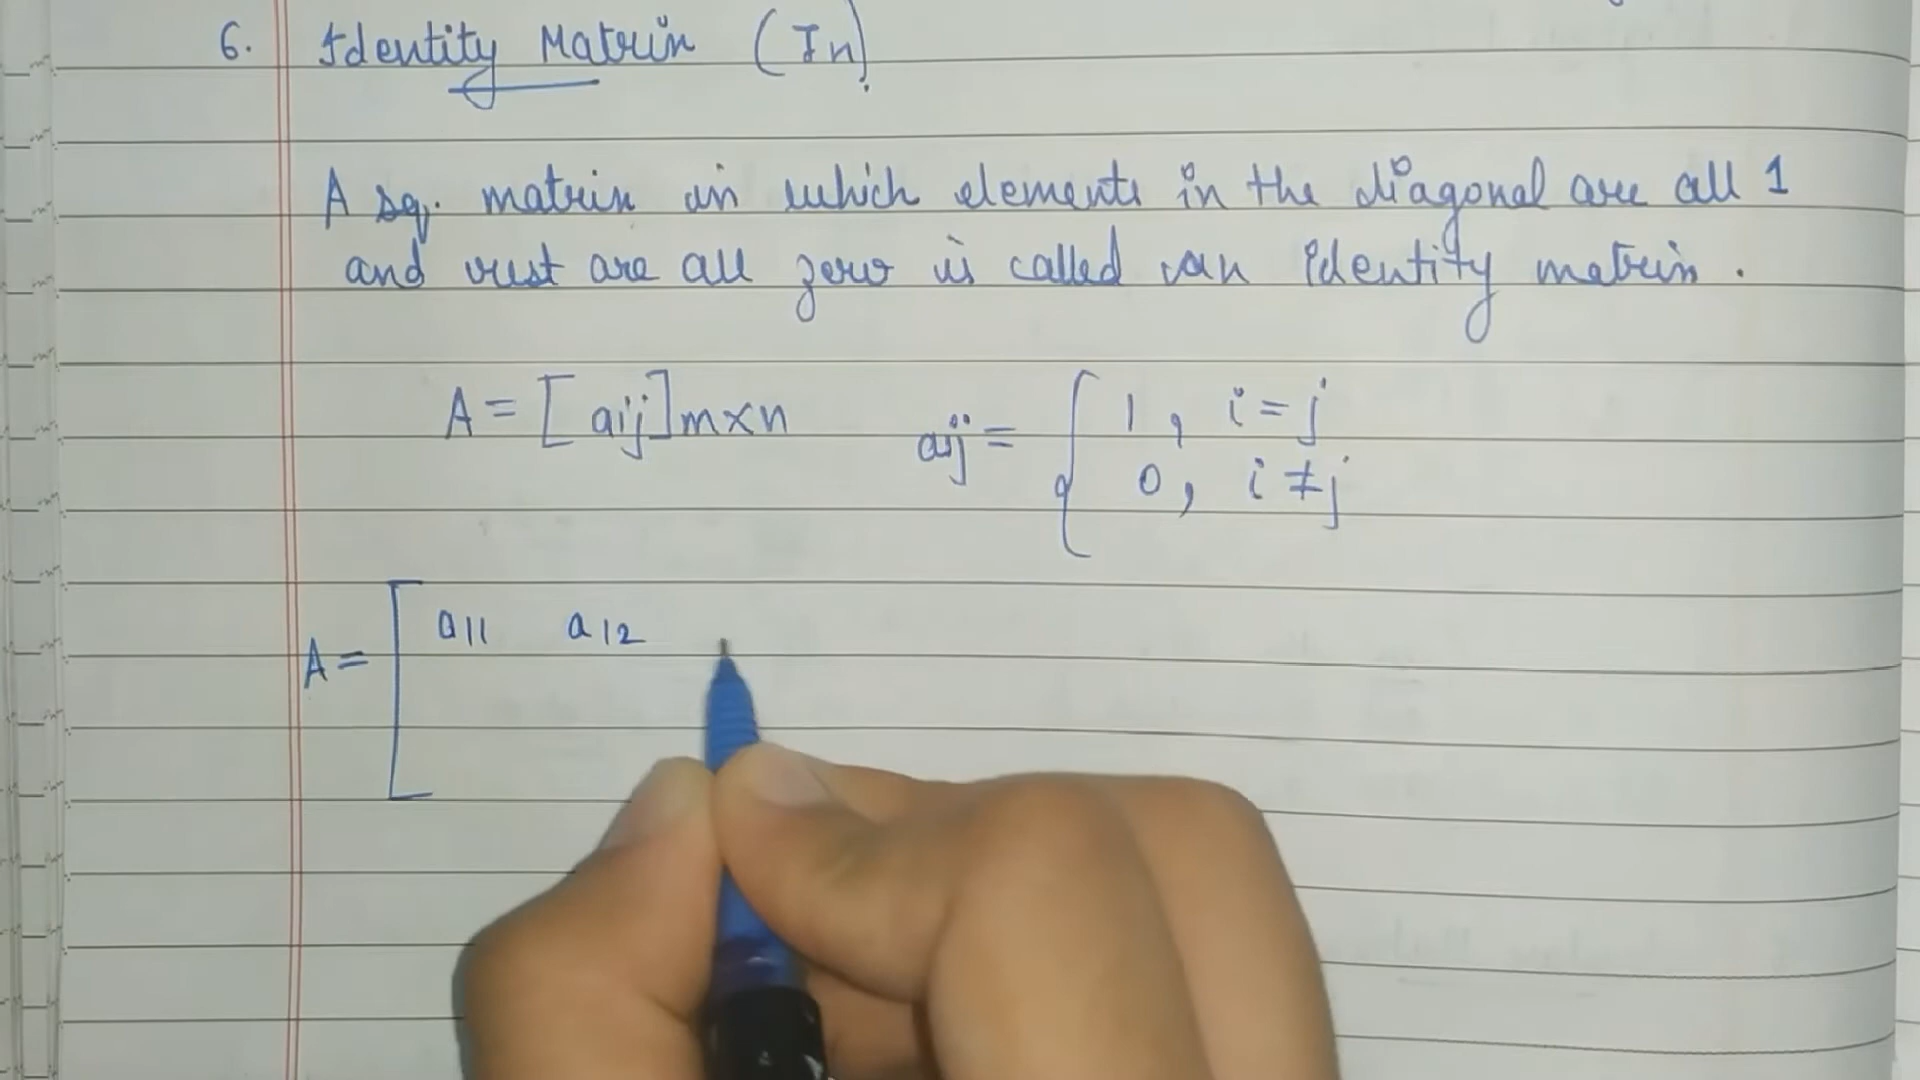 6. Identity Matrix (In)
A sq. matrix in which elements in the diagonal are all 1
and rest are all zero is called an identity matrix.
A = [aij]m×n aij = { 1, i = j
0, i ≠ j
A = [ a11 a12